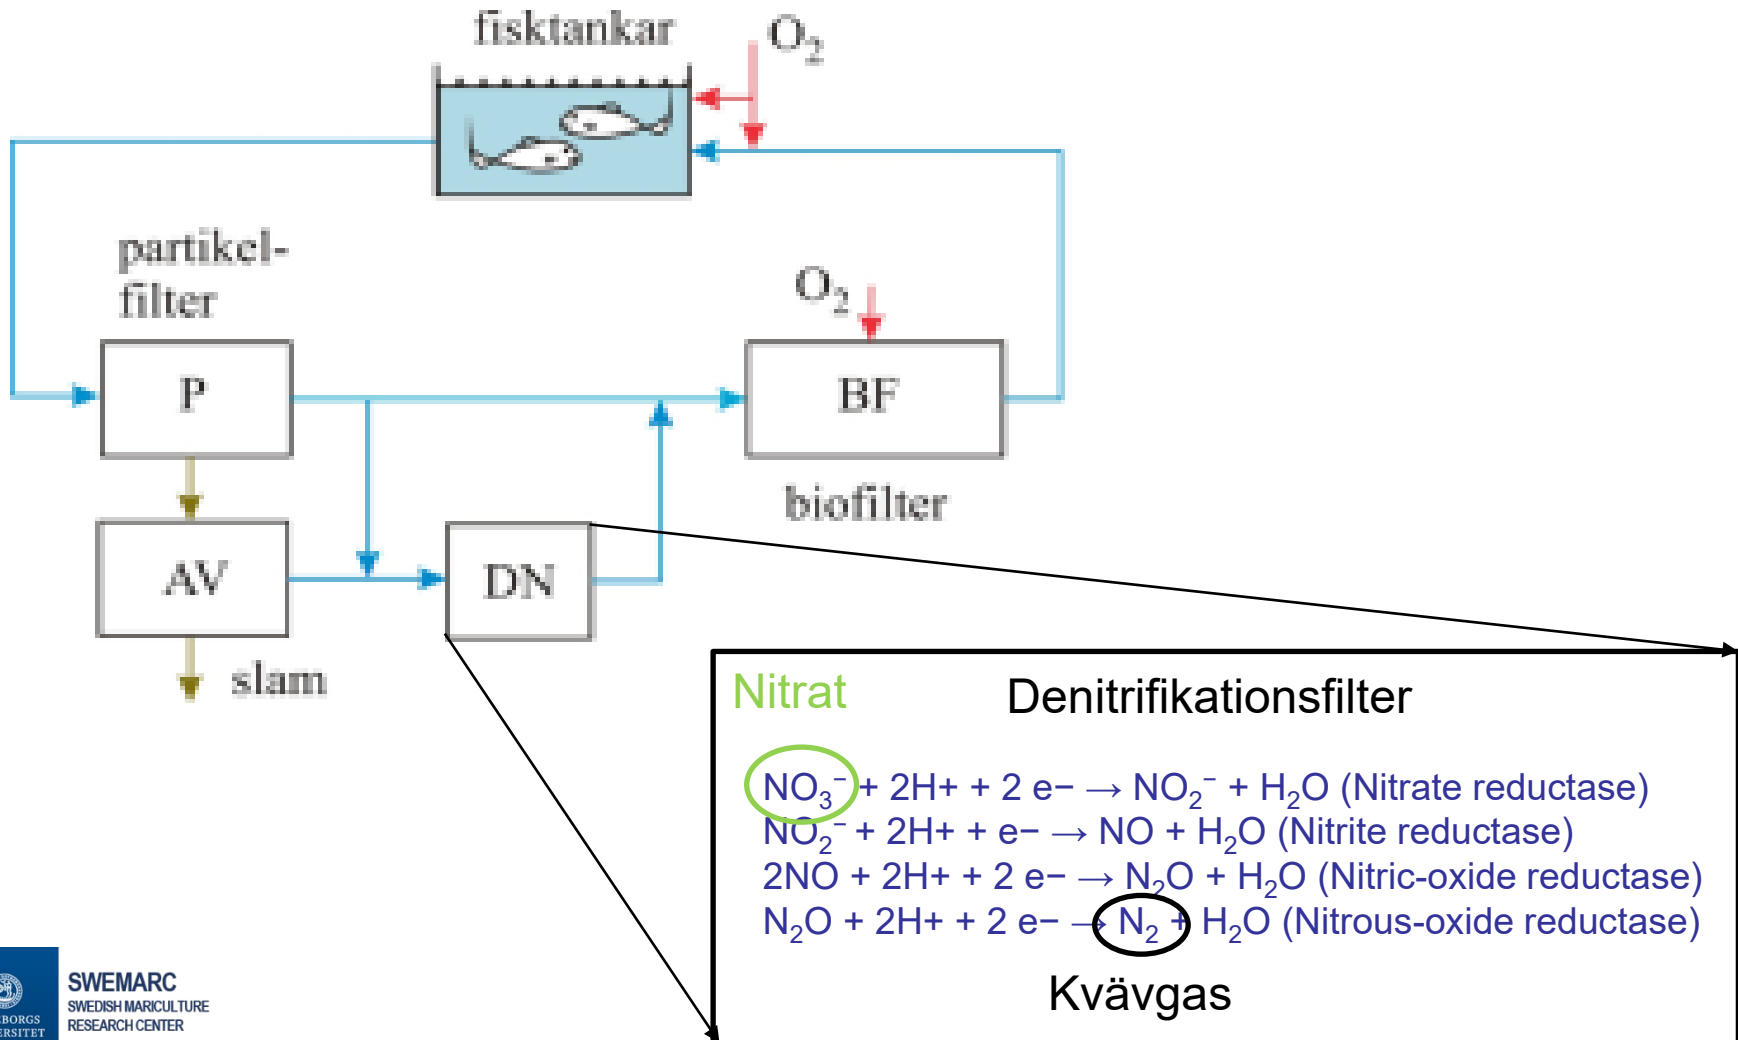 fisktankar
O₂
partikel-
filter
O₂
P
BF
biofilter
AV
DN
slam
Nitrat
Denitrifikationsfilter
NO₃⁻ + 2H+ + 2 e− → NO₂⁻ + H₂O (Nitrate reductase)
NO₂⁻ + 2H+ + e− → NO + H₂O (Nitrite reductase)
2NO + 2H+ + 2 e− → N₂O + H₂O (Nitric-oxide reductase)
N₂O + 2H+ + 2 e− → N₂ + H₂O (Nitrous-oxide reductase)
Kvävgas
SWEMARC
SWEDISH MARICULTURE
RESEARCH CENTER